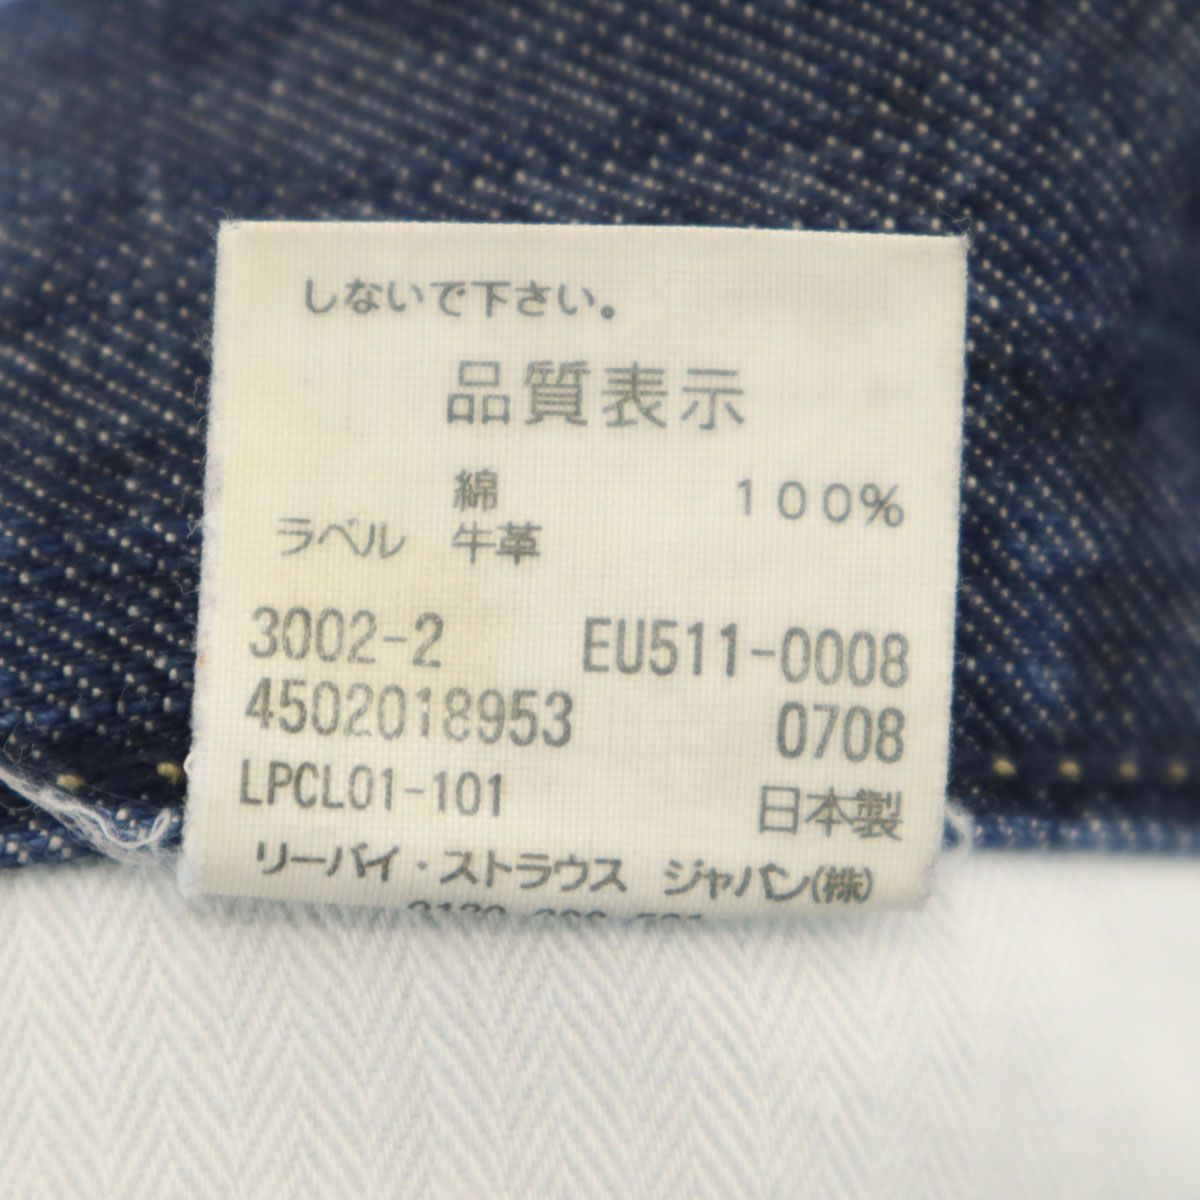 しないで下さい。
品質表示
綿 100%
ラベル 牛革
3002-2 EU511-0008
4502018953 0708
LPCL01-101 日本製
リーバイ・ストラウス ジャパン(株)